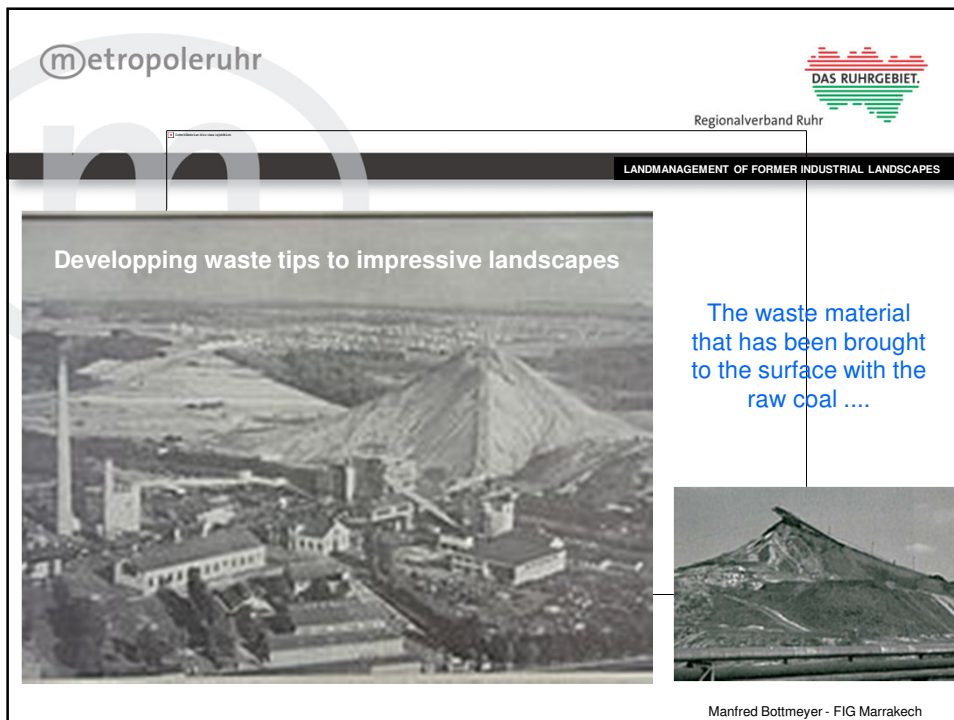 metropoleruhr
DAS RUHRGEBIET.
Regionalverband Ruhr
LANDMANAGEMENT OF FORMER INDUSTRIAL LANDSCAPES
Developping waste tips to impressive landscapes
The waste material
that has been brought
to the surface with the
raw coal ....
Manfred Bottmeyer - FIG Marrakech